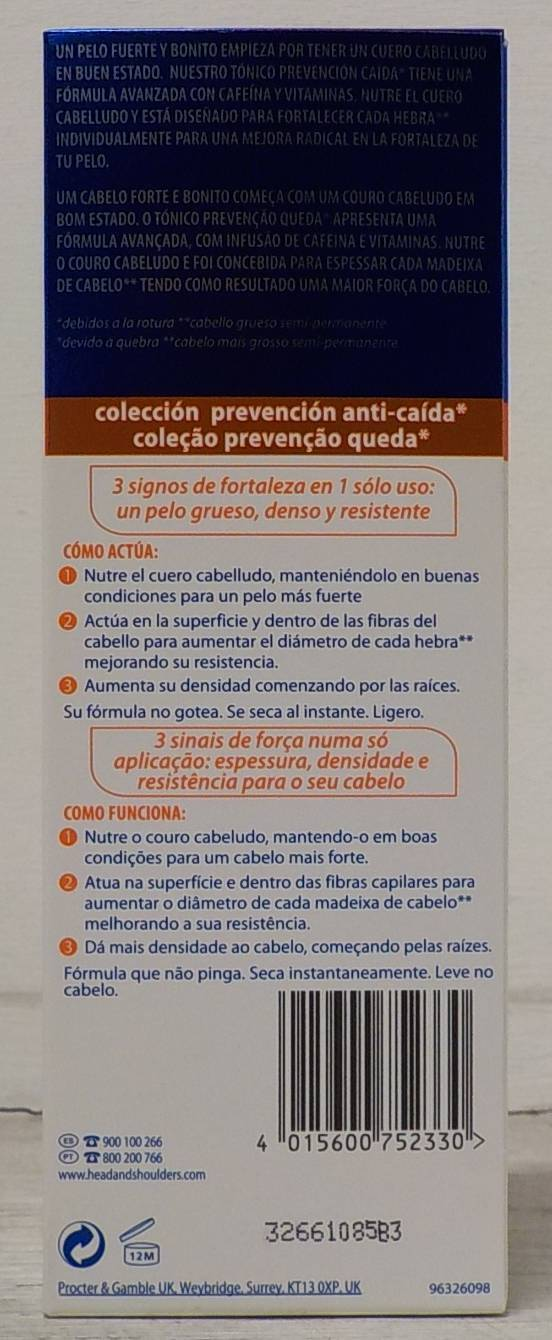 UN PELO FUERTE Y BONITO EMPIEZA POR TENER UN CUERO CABELLUDO
EN BUEN ESTADO. NUESTRO TÓNICO PREVENCIÓN CAÍDA* TIENE UNA
FÓRMULA AVANZADA CON CAFEÍNA Y VITAMINAS. NUTRE EL CUERO
CABELLUDO Y ESTÁ DISEÑADO PARA FORTALECER CADA HEBRA**
INDIVIDUALMENTE PARA UNA MEJORA RADICAL EN LA FORTALEZA DE
TU PELO.
UM CABELO FORTE E BONITO COMEÇA COM UM COURO CABELUDO EM
BOM ESTADO. O TÓNICO PREVENÇÃO QUEDA* APRESENTA UMA
FÓRMULA AVANÇADA, COM INFUSÃO DE CAFEINA E VITAMINAS. NUTRE
O COURO CABELUDO E FOI CONCEBIDA PARA ESPESSAR CADA MADEIXA
DE CABELO** TENDO COMO RESULTADO UMA MAIOR FORÇA DO CABELO.
*debidos a la rotura **cabello grueso semi-permanente
*devido à quebra **cabelo mais grosso semi-permanente
colección prevención anti-caída*
coleção prevenção queda*
3 signos de fortaleza en 1 sólo uso:
un pelo grueso, denso y resistente
CÓMO ACTÚA:
1 Nutre el cuero cabelludo, manteniéndolo en buenas
condiciones para un pelo más fuerte
2 Actúa en la superficie y dentro de las fibras del
cabello para aumentar el diámetro de cada hebra**
mejorando su resistencia.
3 Aumenta su densidad comenzando por las raíces.
Su fórmula no gotea. Se seca al instante. Ligero.
3 sinais de força numa só
aplicação: espessura, densidade e
resistência para o seu cabelo
COMO FUNCIONA:
1 Nutre o couro cabeludo, mantendo-o em boas
condições para um cabelo mais forte.
2 Atua na superfície e dentro das fibras capilares para
aumentar o diâmetro de cada madeixa de cabelo**
melhorando a sua resistência.
3 Dá mais densidade ao cabelo, começando pelas raízes.
Fórmula que não pinga. Seca instantaneamente. Leve no
cabelo.
4 015600 752330 >
ES ☎ 900 100 266
PT ☎ 800 200 766
www.headandshoulders.com
32661085B3
12M
Procter & Gamble UK, Weybridge, Surrey, KT13 0XP, UK
96326098